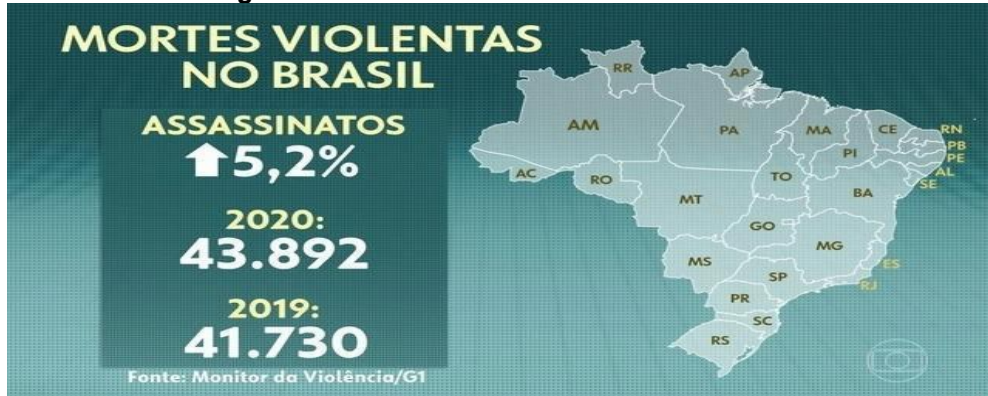 MORTES VIOLENTAS
NO BRASIL
ASSASSINATOS
⬆5,2%
2020:
43.892
2019:
41.730
Fonte: Monitor da Violência/G1
RR
AP
AM
PA
MA
CE
RN
PB
PI
PE
AL
AC
RO
TO
SE
BA
MT
GO
MG
MS
ES
SP
RJ
PR
SC
RS